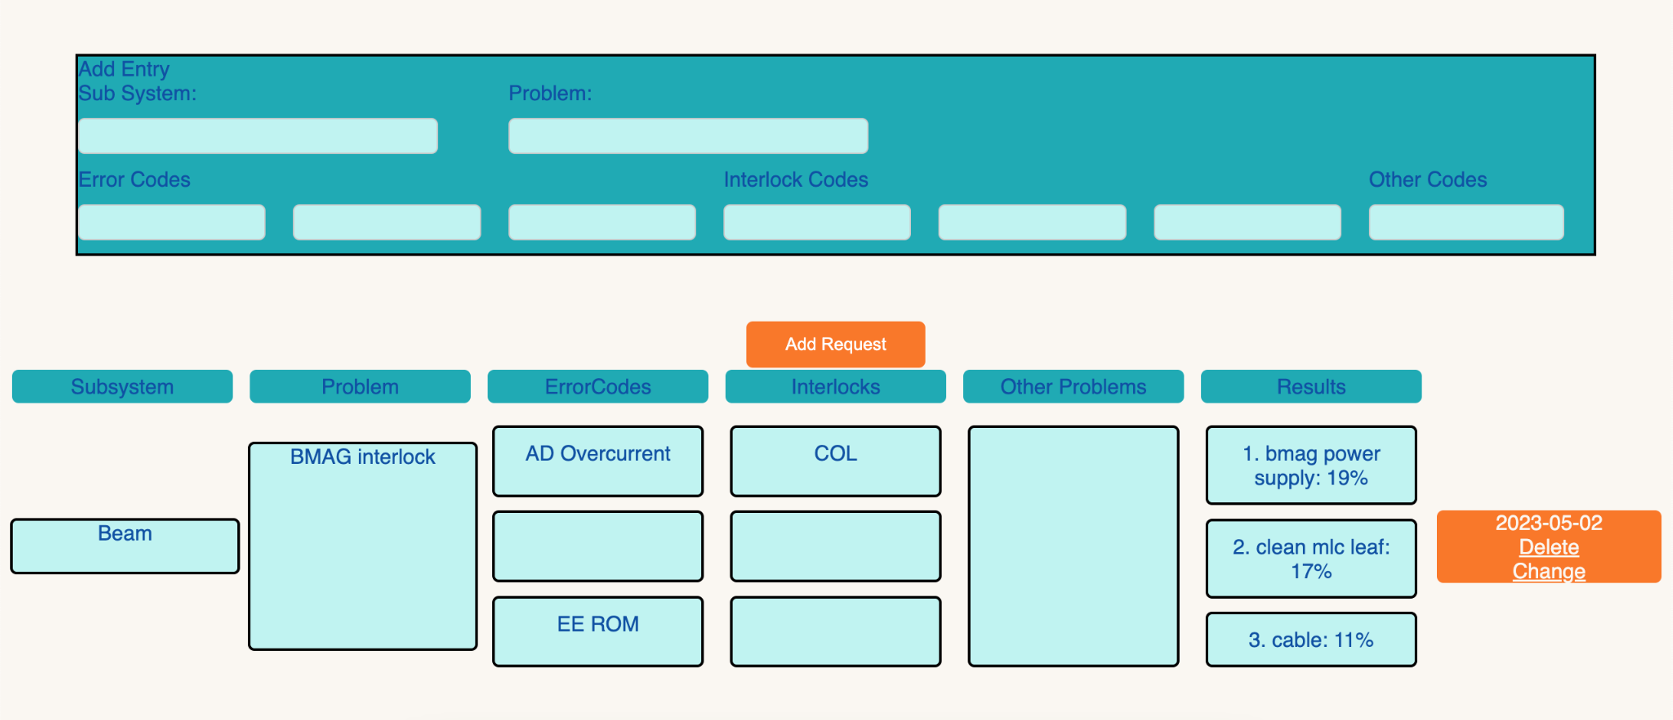 Add Entry
Sub System:
Problem:
Error Codes
Interlock Codes
Other Codes
Add Request
Subsystem
Problem
ErrorCodes
Interlocks
Other Problems
Results
Beam
BMAG interlock
AD Overcurrent
EE ROM
COL
1. bmag power
supply: 19%
2. clean mlc leaf:
17%
3. cable: 11%
2023-05-02
Delete
Change